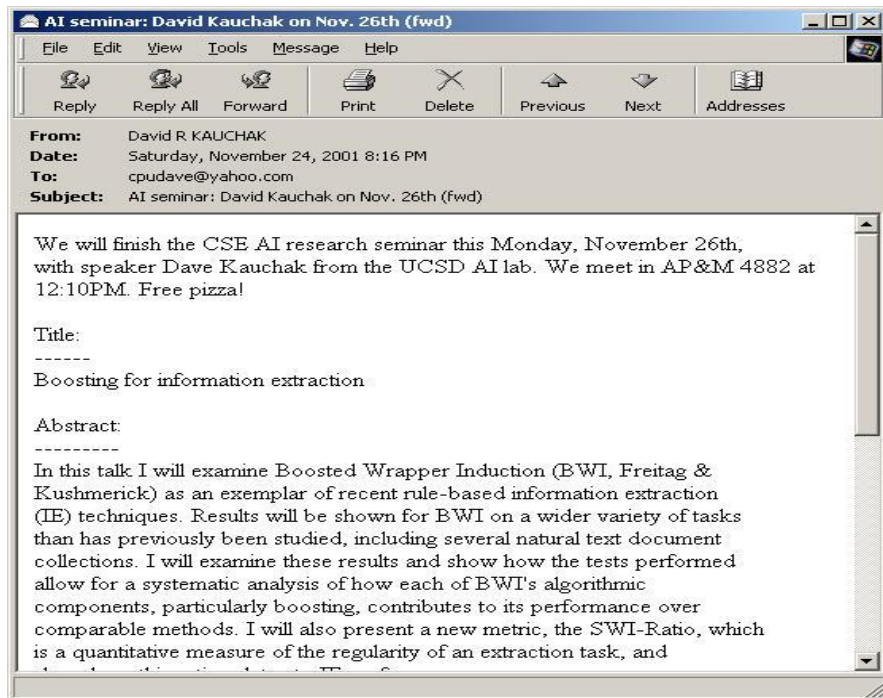 AI seminar: David Kauchak on Nov. 26th (fwd)
File Edit View Tools Message Help
Reply Reply All Forward Print Delete Previous Next Addresses
From: David R KAUCHAK
Date: Saturday, November 24, 2001 8:16 PM
To: cpudave@yahoo.com
Subject: AI seminar: David Kauchak on Nov. 26th (fwd)
We will finish the CSE AI research seminar this Monday, November 26th,
with speaker Dave Kauchak from the UCSD AI lab. We meet in AP&M 4882 at
12:10PM. Free pizza!
Title:
------
Boosting for information extraction
Abstract:
---------
In this talk I will examine Boosted Wrapper Induction (BWI, Freitag &
Kushmerick) as an exemplar of recent rule-based information extraction
(IE) techniques. Results will be shown for BWI on a wider variety of tasks
than has previously been studied, including several natural text document
collections. I will examine these results and show how the tests performed
allow for a systematic analysis of how each of BWI's algorithmic
components, particularly boosting, contributes to its performance over
comparable methods. I will also present a new metric, the SWI-Ratio, which
is a quantitative measure of the regularity of an extraction task, and